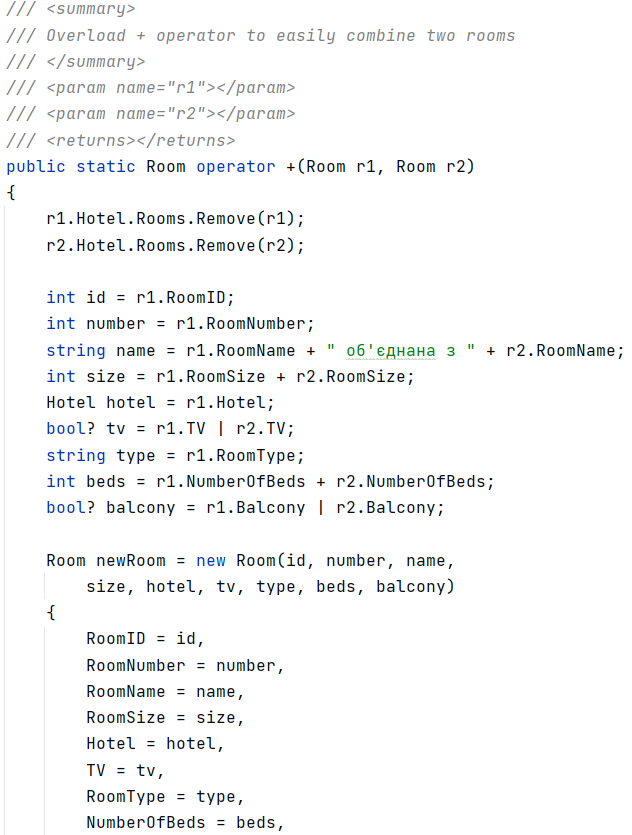 /// <summary>
/// Overload + operator to easily combine two rooms
/// </summary>
/// <param name="r1"></param>
/// <param name="r2"></param>
/// <returns></returns>
public static Room operator +(Room r1, Room r2)
{
    r1.Hotel.Rooms.Remove(r1);
    r2.Hotel.Rooms.Remove(r2);

    int id = r1.RoomID;
    int number = r1.RoomNumber;
    string name = r1.RoomName + " об'єднана з " + r2.RoomName;
    int size = r1.RoomSize + r2.RoomSize;
    Hotel hotel = r1.Hotel;
    bool? tv = r1.TV | r2.TV;
    string type = r1.RoomType;
    int beds = r1.NumberOfBeds + r2.NumberOfBeds;
    bool? balcony = r1.Balcony | r2.Balcony;

    Room newRoom = new Room(id, number, name,
        size, hotel, tv, type, beds, balcony)
    {
        RoomID = id,
        RoomNumber = number,
        RoomName = name,
        RoomSize = size,
        Hotel = hotel,
        TV = tv,
        RoomType = type,
        NumberOfBeds = beds,